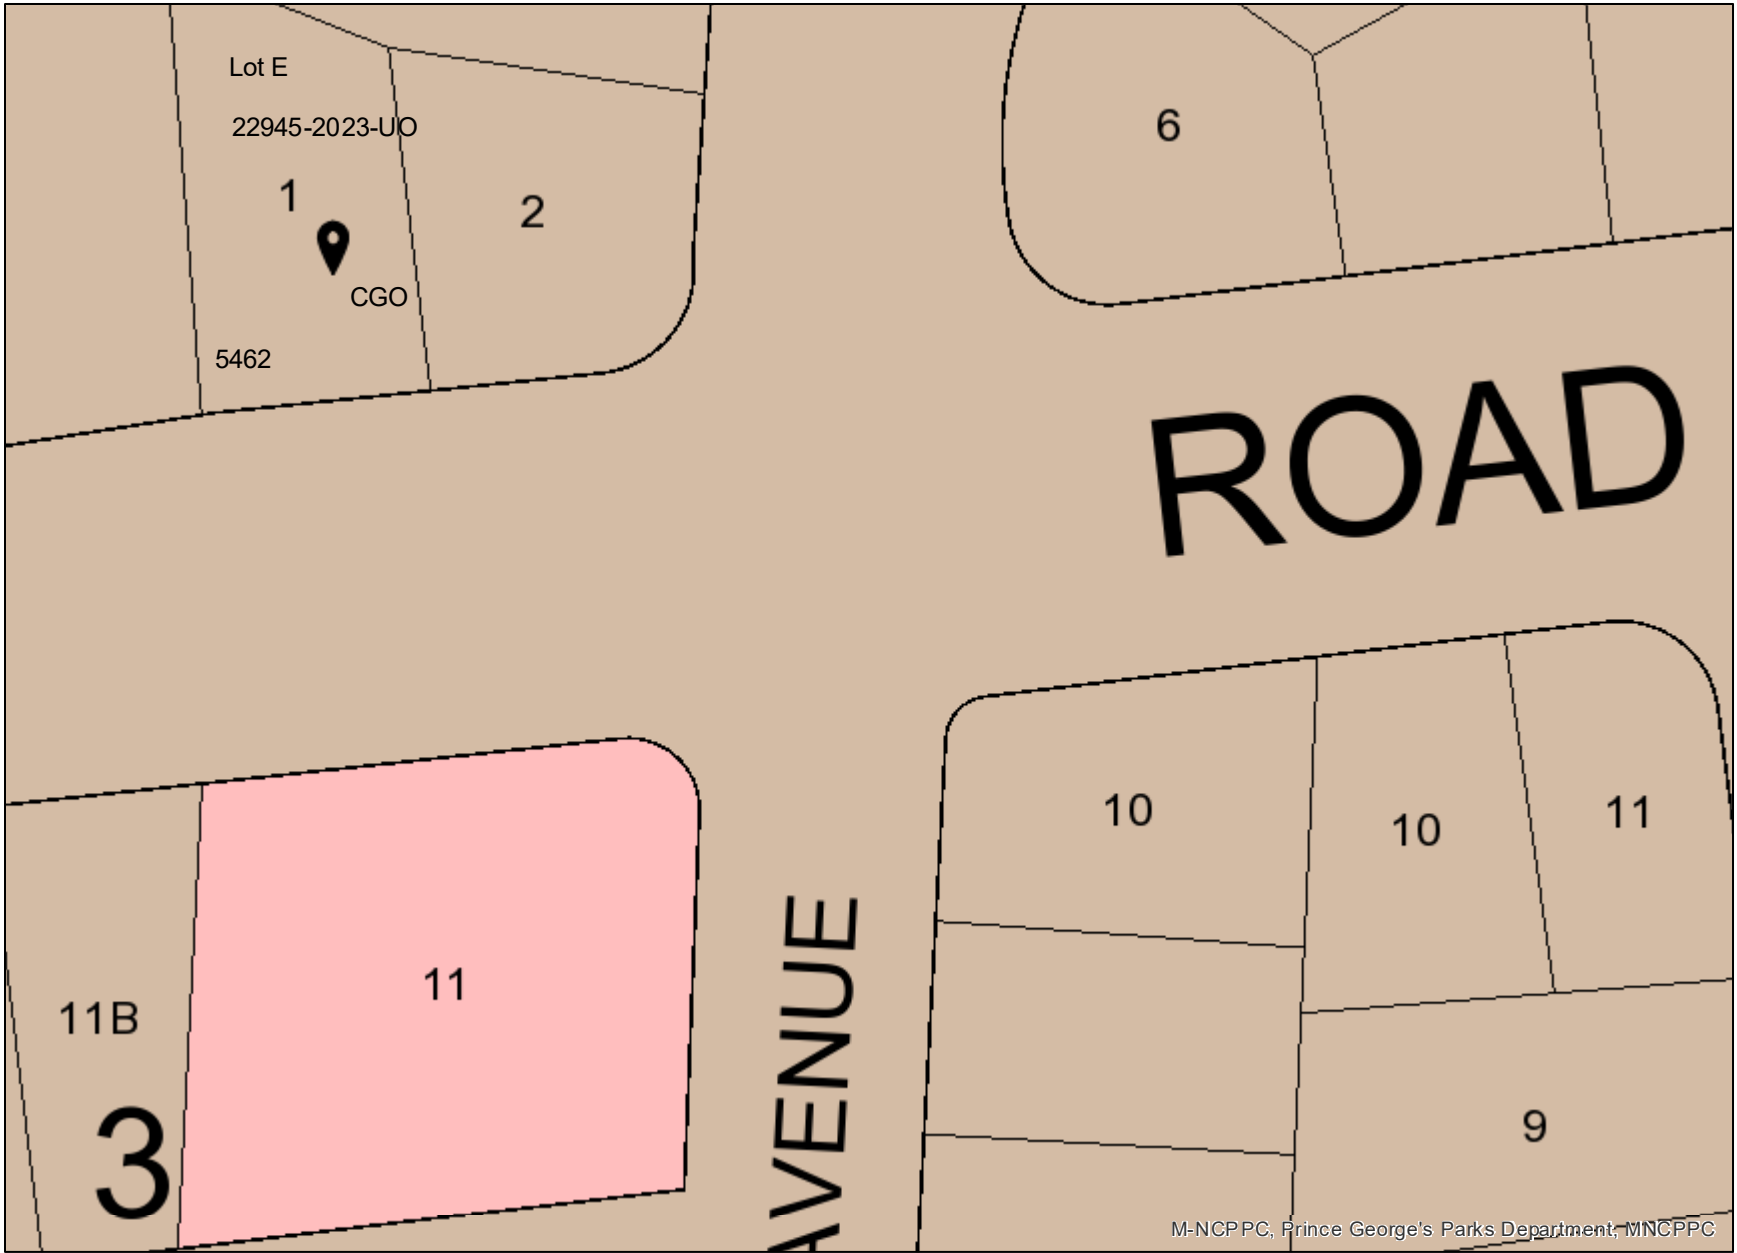 Lot E
22945-2023-UO
1
2
6
CGO
5462
ROAD
10
10
11
11
11B
AVENUE
3
9
M-NCPPC, Prince George's Parks Department, MNCPPC